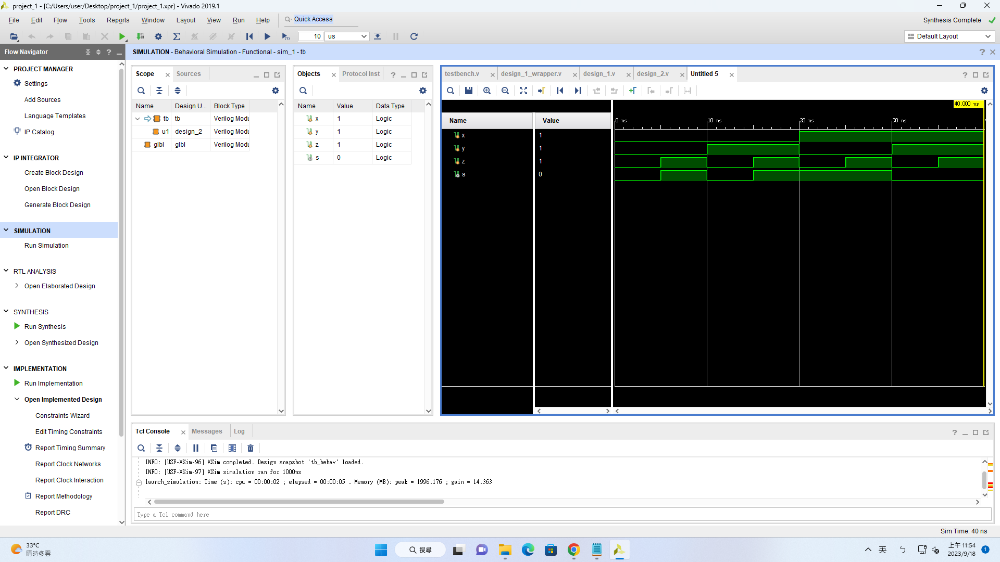 project_1 - [C:/Users/user/Desktop/project_1/project_1.xpr] - Vivado 2019.1
File Edit Flow Tools Reports Window Layout View Run Help Quick Access
Synthesis Complete
10 us
Default Layout
Flow Navigator
SIMULATION - Behavioral Simulation - Functional - sim_1 - tb
PROJECT MANAGER
Settings
Add Sources
Language Templates
IP Catalog
IP INTEGRATOR
Create Block Design
Open Block Design
Generate Block Design
SIMULATION
Run Simulation
RTL ANALYSIS
Open Elaborated Design
SYNTHESIS
Run Synthesis
Open Synthesized Design
IMPLEMENTATION
Run Implementation
Open Implemented Design
Constraints Wizard
Edit Timing Constraints
Report Timing Summary
Report Clock Networks
Report Clock Interaction
Report Methodology
Report DRC
Scope Sources
Name Design U... Block Type
tb tb Verilog Modu
u1 design_2 Verilog Modu
glbl glbl Verilog Modu
Objects Protocol Inst
Name Value Data Type
x 1 Logic
y 1 Logic
z 1 Logic
s 0 Logic
testbench.v design_1_wrapper.v design_1.v design_2.v Untitled 5
40.000 ns
Name Value
0 ns 10 ns 20 ns 30 ns 
x 1
y 1
z 1
s 0
Tcl Console Messages Log
INFO: [USF-XSim-96] XSim completed. Design snapshot 'tb_behav' loaded.
INFO: [USF-XSim-97] XSim simulation ran for 1000ns
launch_simulation: Time (s): cpu = 00:00:02 ; elapsed = 00:00:05 . Memory (MB): peak = 1996.176 ; gain = 14.363
Type a Tcl command here
Sim Time: 40 ns
33°C
晴時多雲
搜尋
英
ㄅ
上午 11:54
2023/9/18
1